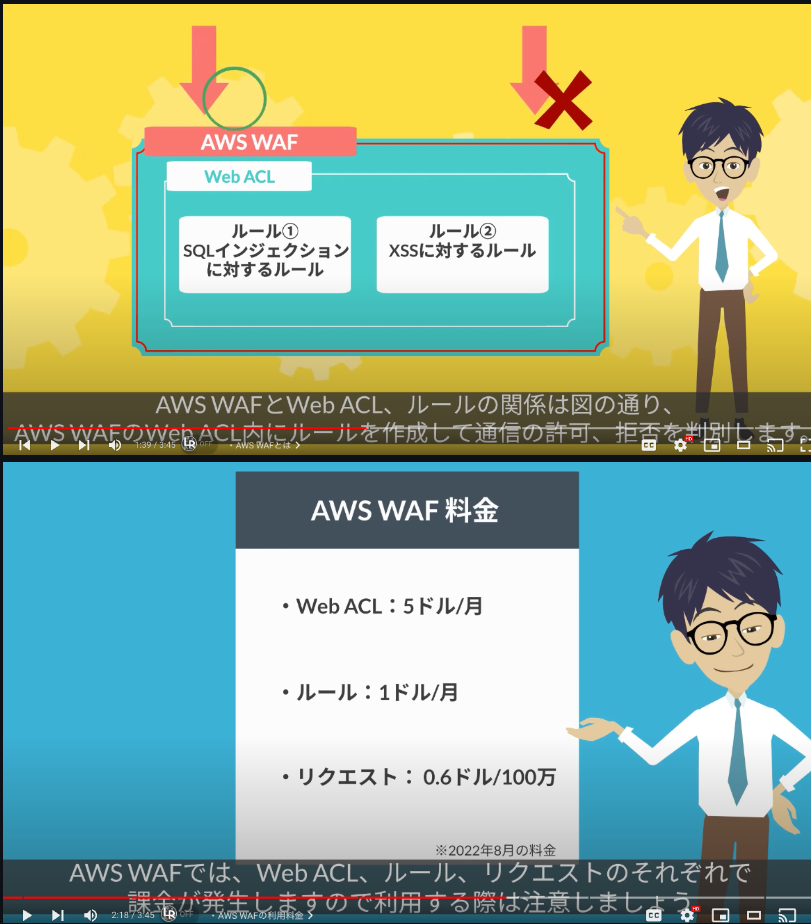 AWS WAF
Web ACL
ルール①
SQLインジェクション
に対するルール
ルール②
XSSに対するルール
AWS WAFとWeb ACL、ルールの関係は図の通り、
AWS WAFのWeb ACL内にルールを作成して通信の許可、拒否を判別します。
1:39 / 3:45
OFF
・AWS WAFとは
CC
HD
AWS WAF 料金
・Web ACL：5ドル/月
・ルール：1ドル/月
・リクエスト： 0.6ドル/100万
※2022年8月の料金
AWS WAFでは、Web ACL、ルール、リクエストのそれぞれで
課金が発生しますので利用する際は注意しましょう。
2:18 / 3:45
OFF
・AWS WAFの利用料金
CC
HD